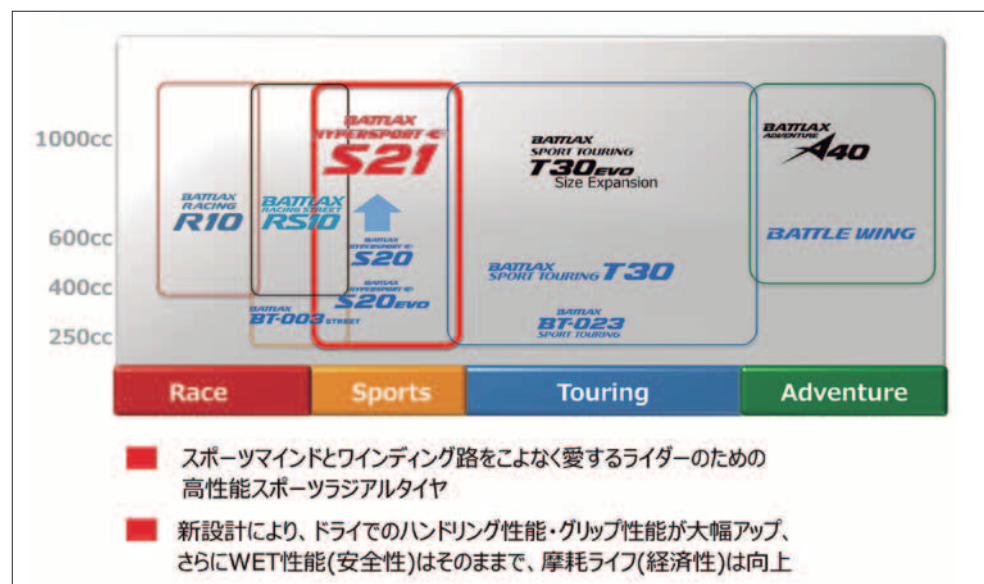 1000cc
600cc
400cc
250cc
BATTLAX
RACING
R10
BATTLAX
RACING STREET
RS10
BATTLAX
BT-003 STREET
BATTLAX
HYPERSPORT
S21
BATTLAX
HYPERSPORT
S20
BATTLAX
HYPERSPORT
S20EVO
BATTLAX
SPORT TOURING
T30EVO
Size Expansion
BATTLAX
SPORT TOURING T30
BATTLAX
BT-023
SPORT TOURING
BATTLAX
ADVENTURE
A40
BATTLE WING
Race
Sports
Touring
Adventure
スポーツマインドとワインディング路をこよなく愛するライダーのための
高性能スポーツラジアルタイヤ
新設計により、ドライでのハンドリング性能・グリップ性能が大幅アップ、
さらにWET性能(安全性)はそのままで、摩耗ライフ(経済性)は向上